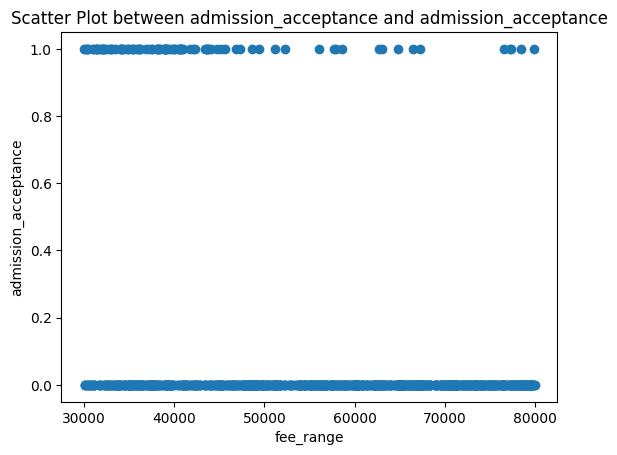 Scatter Plot between admission_acceptance and admission_acceptance
1.0
0.8
0.6
0.4
0.2
0.0
admission_acceptance
30000 40000 50000 60000 70000 80000
fee_range